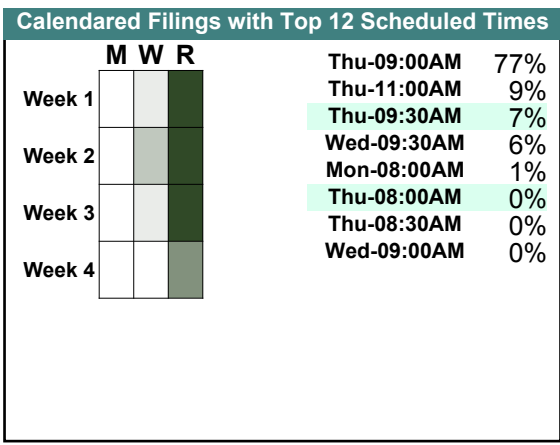 Calendared Filings with Top 12 Scheduled Times
M W R
Week 1
Week 2
Week 3
Week 4
Thu-09:00AM 77%
Thu-11:00AM 9%
Thu-09:30AM 7%
Wed-09:30AM 6%
Mon-08:00AM 1%
Thu-08:00AM 0%
Thu-08:30AM 0%
Wed-09:00AM 0%